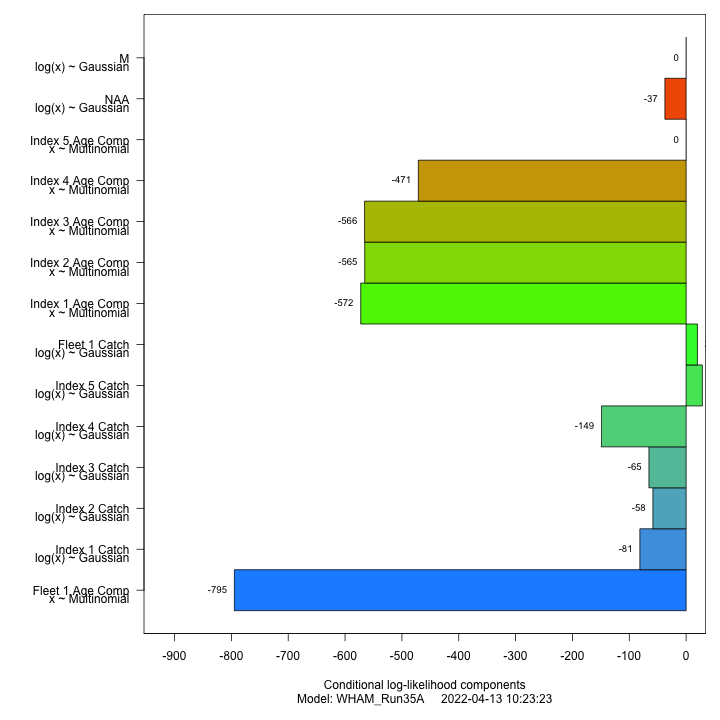 M
log(x) ~ Gaussian
0
NAA
log(x) ~ Gaussian
-37
Index 5 Age Comp
x ~ Multinomial
0
Index 4 Age Comp
x ~ Multinomial
-471
Index 3 Age Comp
x ~ Multinomial
-566
Index 2 Age Comp
x ~ Multinomial
-565
Index 1 Age Comp
x ~ Multinomial
-572
Fleet 1 Catch
log(x) ~ Gaussian
Index 5 Catch
log(x) ~ Gaussian
Index 4 Catch
log(x) ~ Gaussian
-149
Index 3 Catch
log(x) ~ Gaussian
-65
Index 2 Catch
log(x) ~ Gaussian
-58
Index 1 Catch
log(x) ~ Gaussian
-81
Fleet 1 Age Comp
x ~ Multinomial
-795
-900 -800 -700 -600 -500 -400 -300 -200 -100 0
Conditional log-likelihood components
Model: WHAM_Run35A 2022-04-13 10:23:23